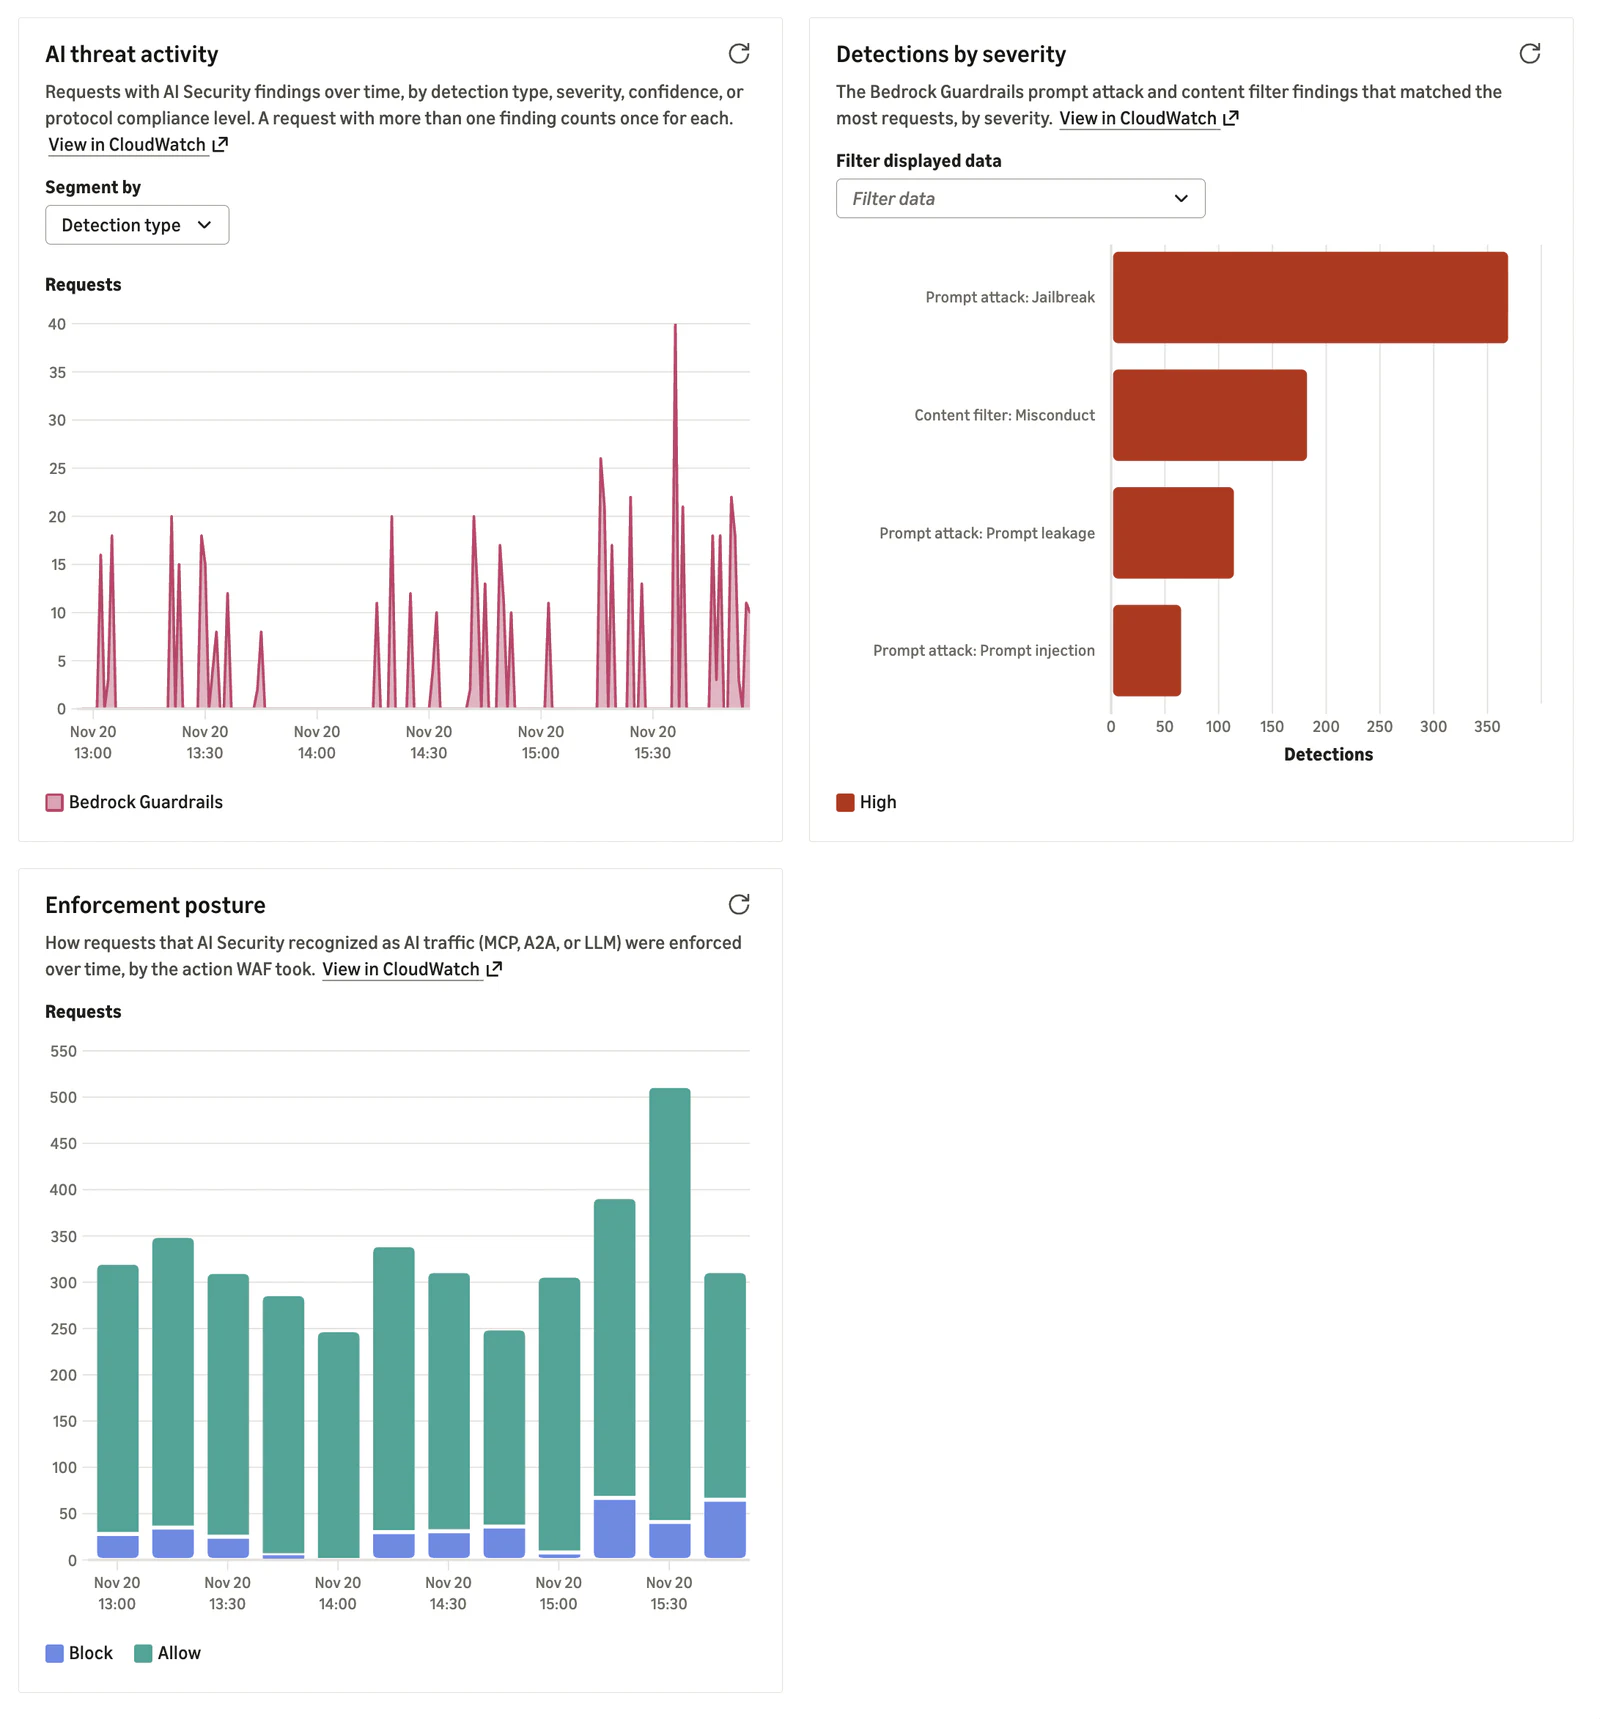 AI threat activity
Requests with AI Security findings over time, by detection type, severity, confidence, or
protocol compliance level. A request with more than one finding counts once for each.
View in CloudWatch
Segment by
Detection type
Requests
40
35
30
25
20
15
10
5
0
Nov 20 Nov 20 Nov 20 Nov 20 Nov 20 Nov 20
13:00 13:30 14:00 14:30 15:00 15:30
Bedrock Guardrails
Detections by severity
The Bedrock Guardrails prompt attack and content filter findings that matched the
most requests, by severity. View in CloudWatch
Filter displayed data
Filter data
Prompt attack: Jailbreak
Content filter: Misconduct
Prompt attack: Prompt leakage
Prompt attack: Prompt injection
0 50 100 150 200 250 300 350
Detections
High
Enforcement posture
How requests that AI Security recognized as AI traffic (MCP, A2A, or LLM) were enforced
over time, by the action WAF took. View in CloudWatch
Requests
550
500
450
400
350
300
250
200
150
100
50
0
Nov 20 Nov 20 Nov 20 Nov 20 Nov 20 Nov 20
13:00 13:30 14:00 14:30 15:00 15:30
Block Allow